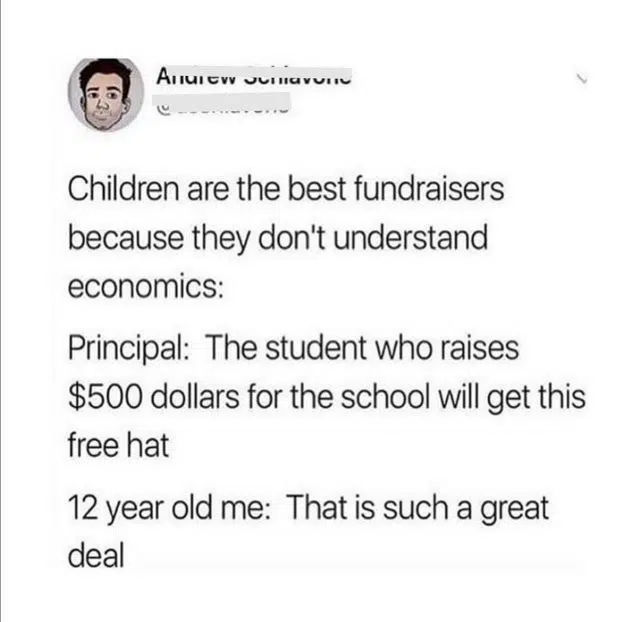 Andrew
Children are the best fundraisers
because they don't understand
economics:
Principal:  The student who raises
$500 dollars for the school will get this
free hat
12 year old me:  That is such a great
deal